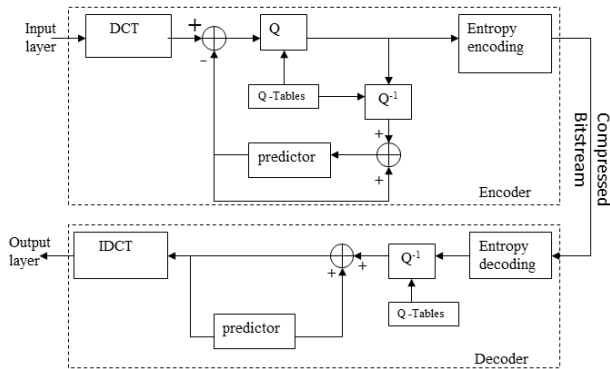 Input
layer
DCT
+
-
Q
Entropy
encoding
Q -Tables
Q-1
+
predictor
+
Encoder
Compressed
Bitstream
Output
layer
IDCT
+
+
Q-1
Entropy
decoding
Q -Tables
predictor
Decoder